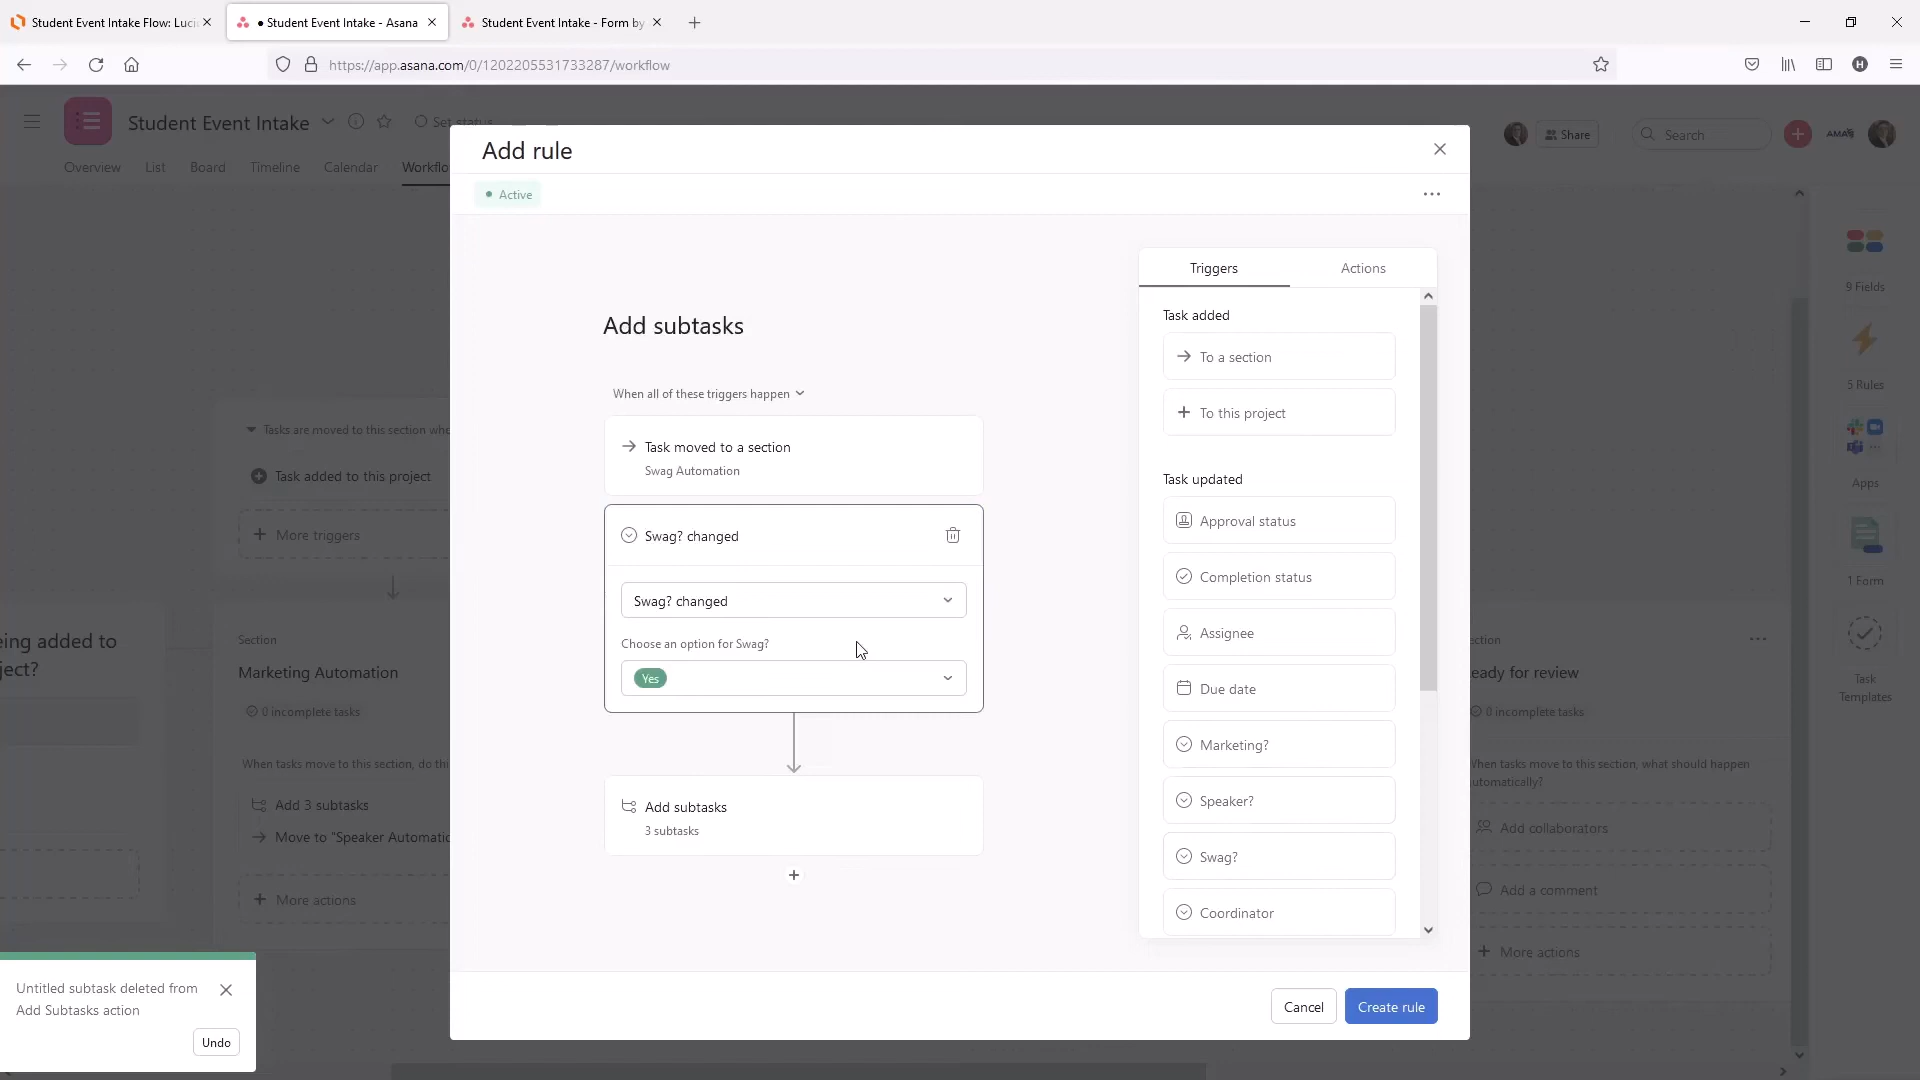 Student Event Intake Flow: Luci
● Student Event Intake - Asana
Student Event Intake - Form by
https://app.asana.com/0/1202205531733287/workflow
Student Event Intake
Set status
Share
Search
Overview
List
Board
Timeline
Calendar
Workflo
Add rule
Active
Add subtasks
When all of these triggers happen
Task moved to a section
Swag Automation
Swag? changed
Swag? changed
Choose an option for Swag?
Yes
Add subtasks
3 subtasks
Triggers
Actions
Task added
To a section
To this project
Task updated
Approval status
Completion status
Assignee
Due date
Marketing?
Speaker?
Swag?
Coordinator
Cancel
Create rule
Tasks are moved to this section whe
Task added to this project
More triggers
eing added to
ject?
Section
Marketing Automation
0 incomplete tasks
When tasks move to this section, do thi
Add 3 subtasks
Move to "Speaker Automatio
More actions
Untitled subtask deleted from
Add Subtasks action
Undo
9 Fields
5 Rules
Apps
1 Form
Task
Templates
ection
eady for review
0 incomplete tasks
When tasks move to this section, what should happen
utomatically?
Add collaborators
Add a comment
More actions